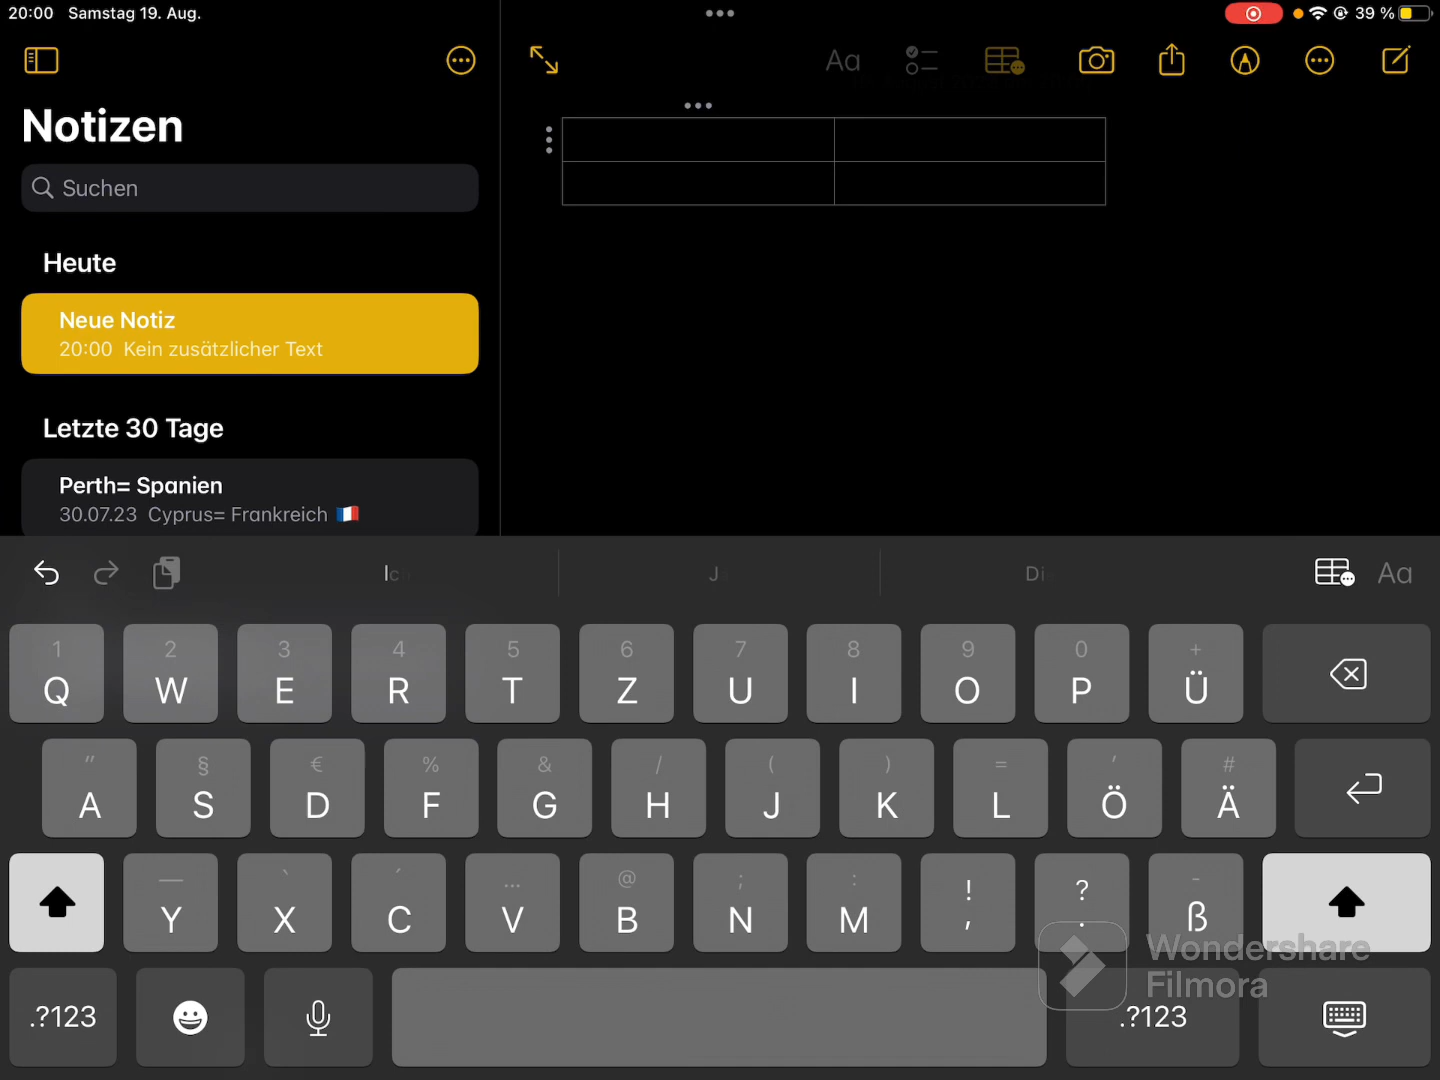 20:00 Samstag 19. Aug.
39 %
Notizen
Aa
Suchen
Heute
Neue Notiz
20:00 Kein zusätzlicher Text
Letzte 30 Tage
Perth= Spanien
30.07.23 Cyprus= Frankreich 🇫🇷
Aa
1 2 3 4 5 6 7 8 9 0 +
Q W E R T Z U I O P Ü
" § € % & / ( ) = ' #
A S D F G H J K L Ö Ä
— ` ´ ... @ ; : ! ? -
Y X C V B N M , . ß
Wondershare
Filmora
.?123 .?123